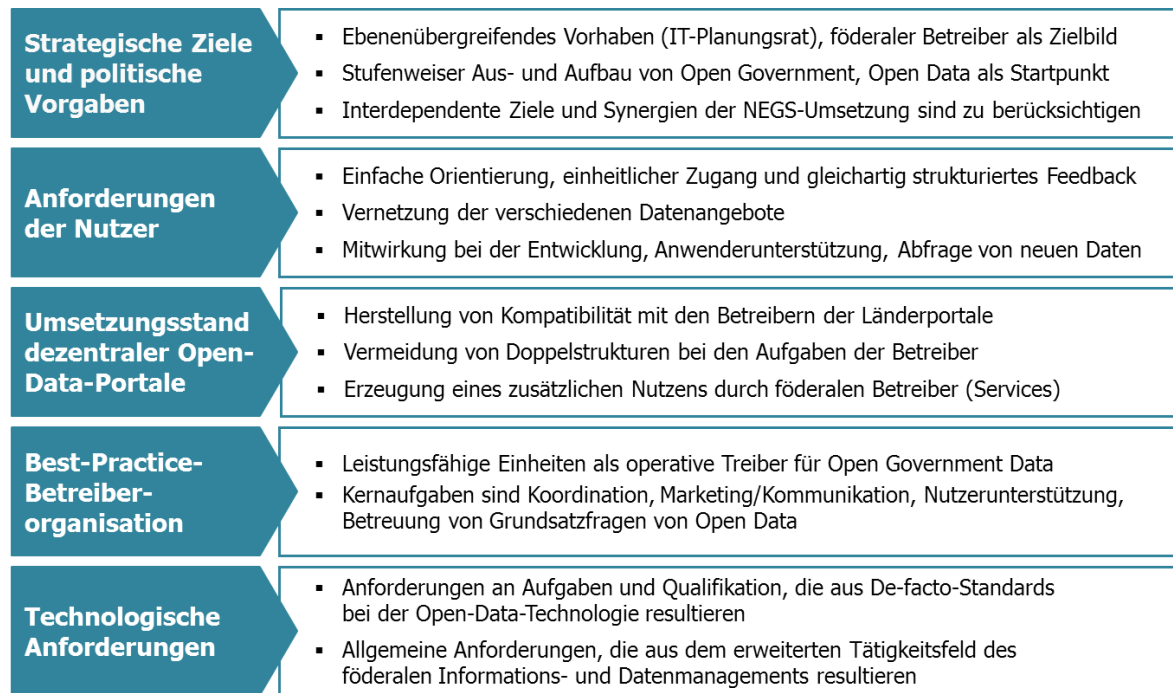 Strategische Ziele
und politische
Vorgaben
▪ Ebenenübergreifendes Vorhaben (IT-Planungsrat), föderaler Betreiber als Zielbild
▪ Stufenweiser Aus- und Aufbau von Open Government, Open Data als Startpunkt
▪ Interdependente Ziele und Synergien der NEGS-Umsetzung sind zu berücksichtigen
Anforderungen
der Nutzer
▪ Einfache Orientierung, einheitlicher Zugang und gleichartig strukturiertes Feedback
▪ Vernetzung der verschiedenen Datenangebote
▪ Mitwirkung bei der Entwicklung, Anwenderunterstützung, Abfrage von neuen Daten
Umsetzungsstand
dezentraler Open-
Data-Portale
▪ Herstellung von Kompatibilität mit den Betreibern der Länderportale
▪ Vermeidung von Doppelstrukturen bei den Aufgaben der Betreiber
▪ Erzeugung eines zusätzlichen Nutzens durch föderalen Betreiber (Services)
Best-Practice-
Betreiber-
organisation
▪ Leistungsfähige Einheiten als operative Treiber für Open Government Data
▪ Kernaufgaben sind Koordination, Marketing/Kommunikation, Nutzerunterstützung,
Betreuung von Grundsatzfragen von Open Data
Technologische
Anforderungen
▪ Anforderungen an Aufgaben und Qualifikation, die aus De-facto-Standards
bei der Open-Data-Technologie resultieren
▪ Allgemeine Anforderungen, die aus dem erweiterten Tätigkeitsfeld des
föderalen Informations- und Datenmanagements resultieren